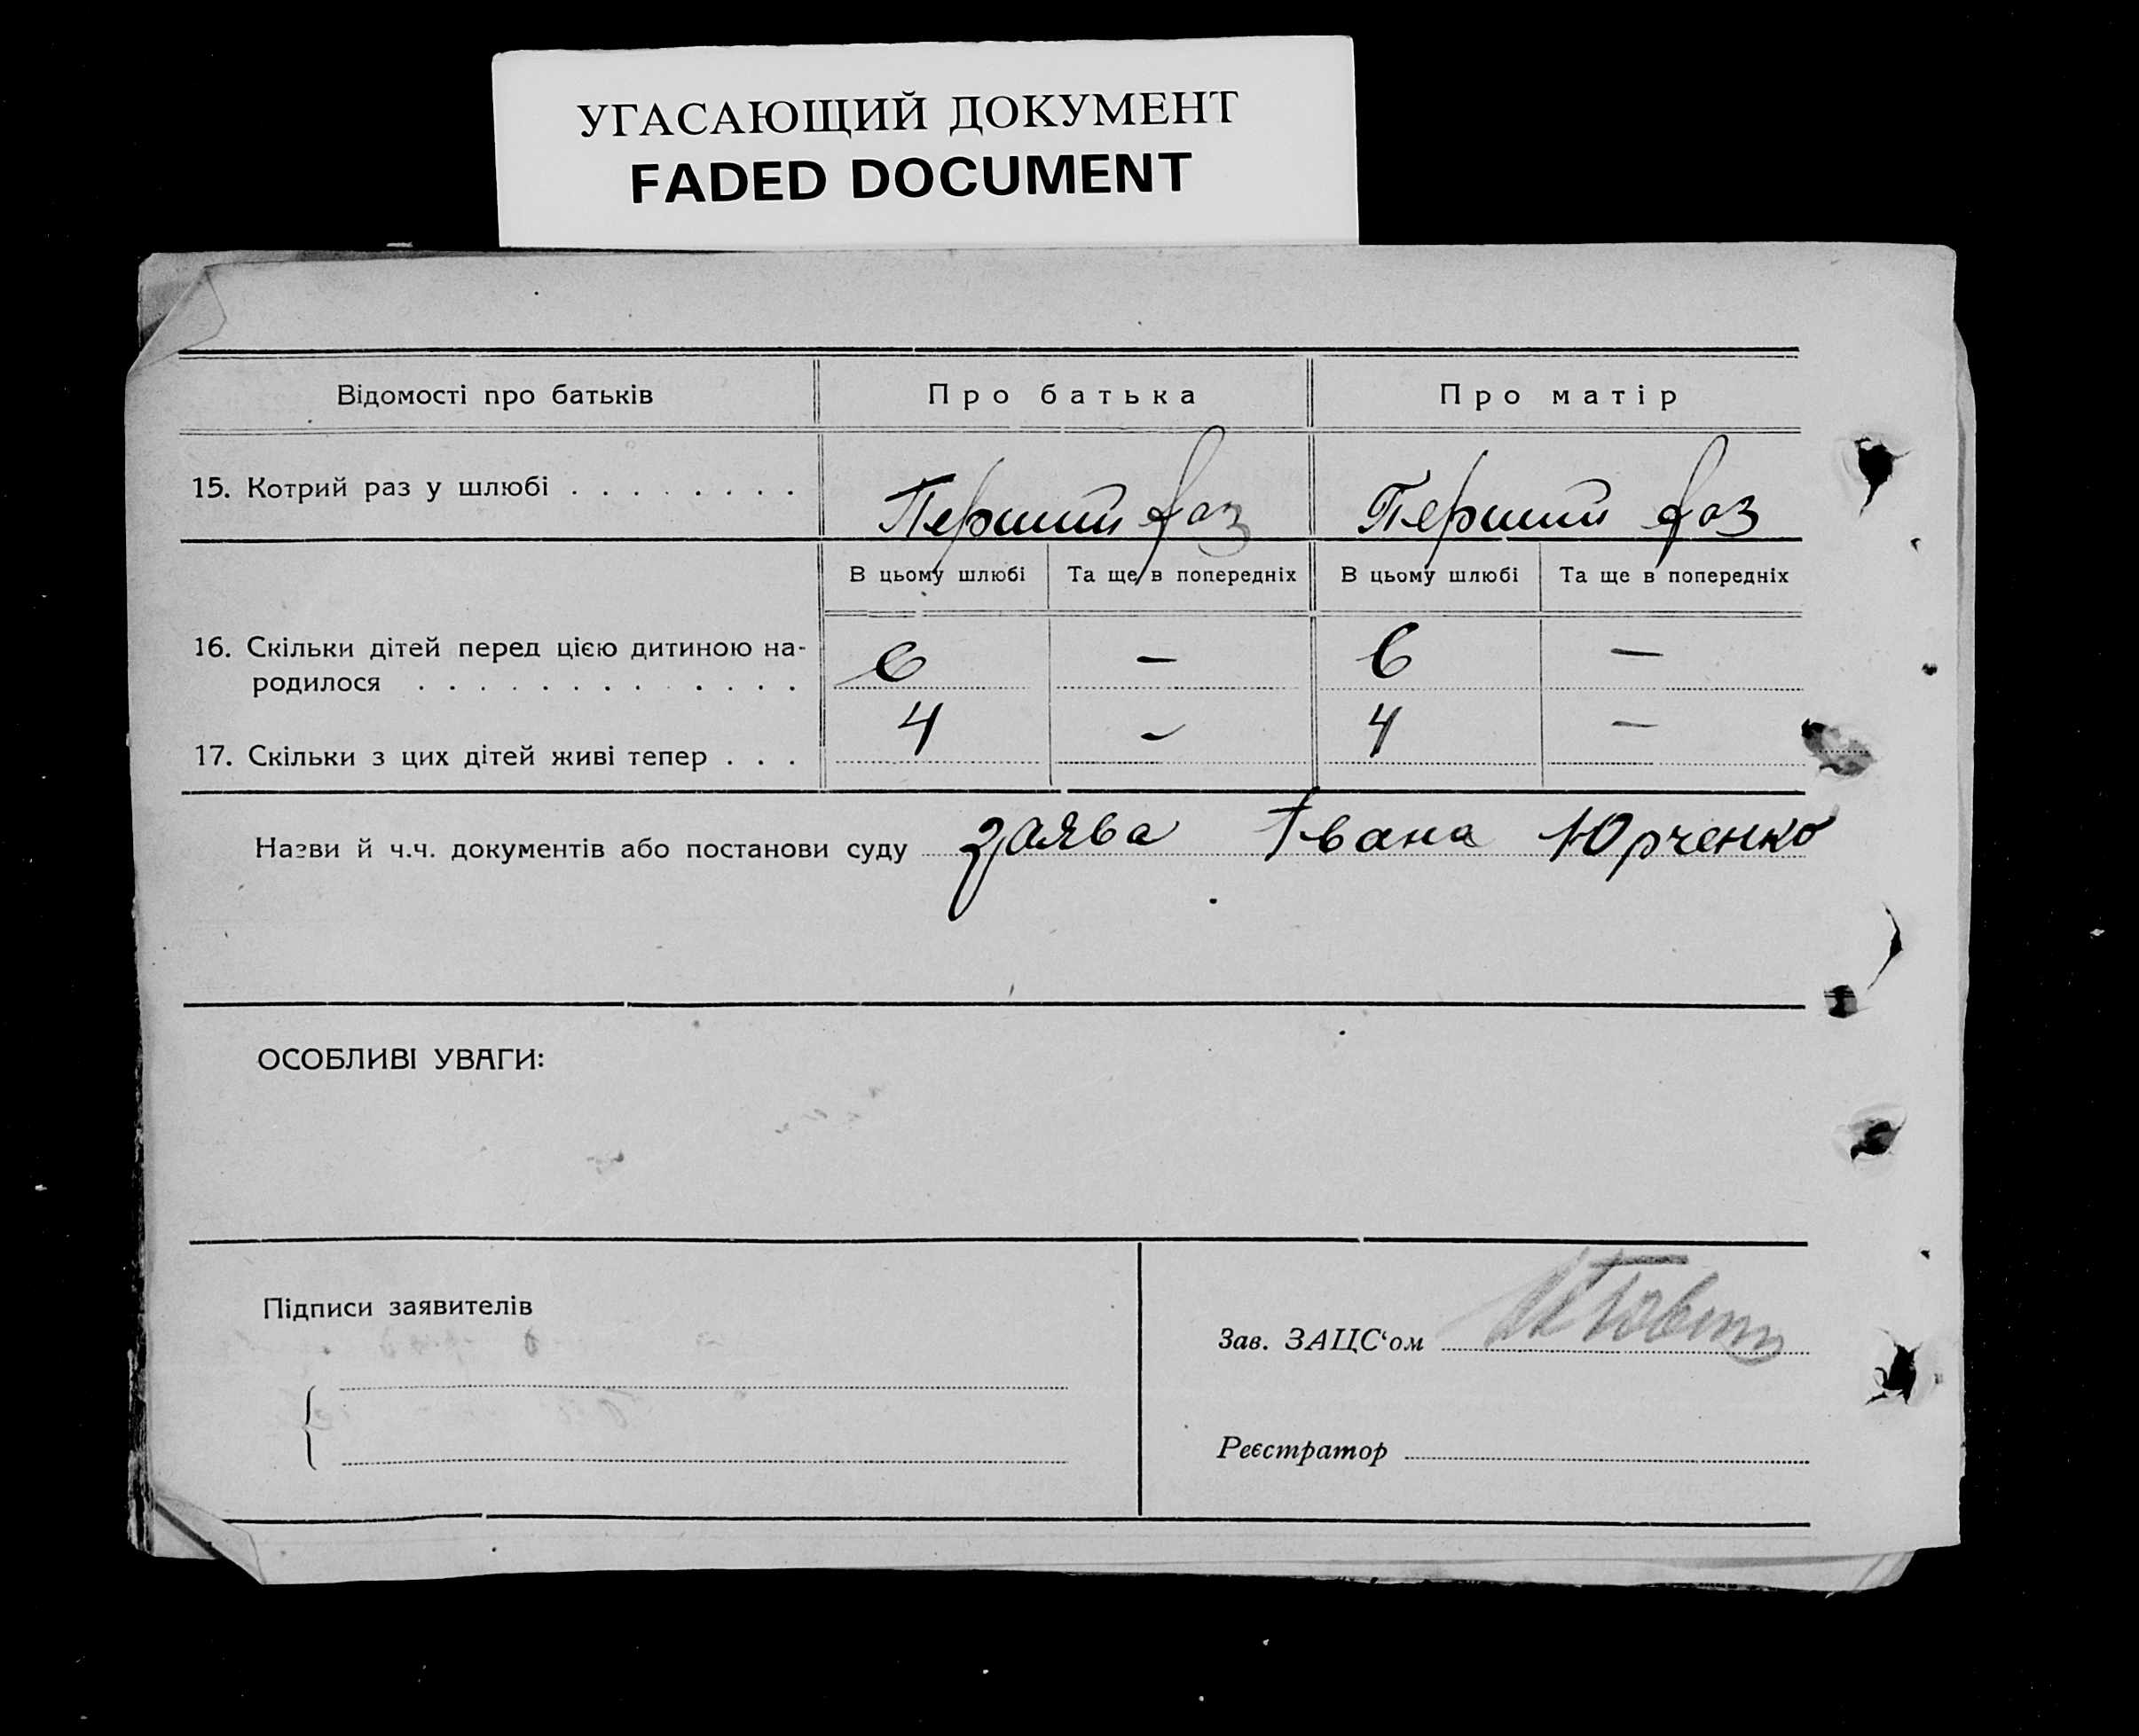 УГАСАЮЩИЙ ДОКУМЕНТ
FADED DOCUMENT
Відомості про батьків Про батька Про матір
15. Котрий раз у шлюбі . . . . . . . . Перший раз Перший раз
В цьому шлюбі Та ще в попередніх В цьому шлюбі Та ще в попередніх
16. Скільки дітей перед цією дитиною на-
родилося . . . . . . . . . . . . . 6 — 6 —
17. Скільки з цих дітей живі тепер . . . 4 — 4 —
Назви й ч.ч. документів або постанови суду заява Івана Юрченко
ОСОБЛИВІ УВАГИ:
Підписи заявителів
Зав. ЗАЦС‘ом
Реєстратор